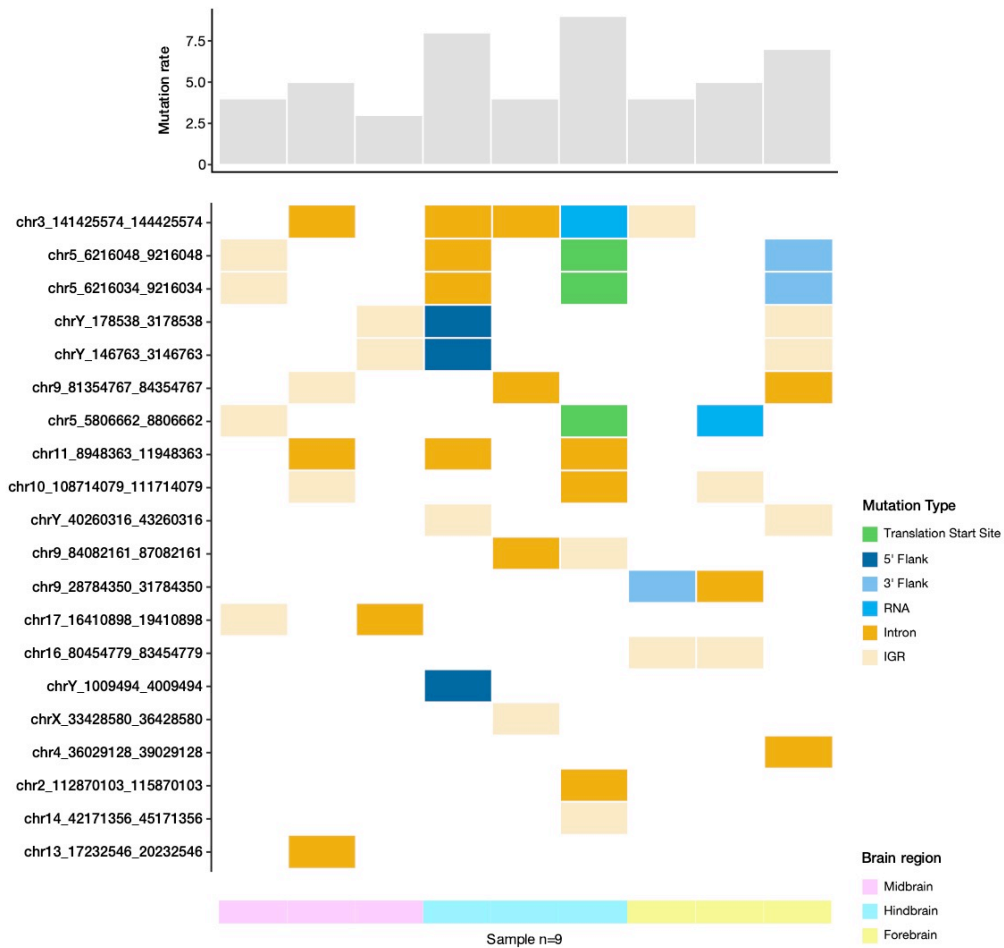 Mutation rate
7.5
5.0
2.5
0
chr3_141425574_144425574
chr5_6216048_9216048
chr5_6216034_9216034
chrY_178538_3178538
chrY_146763_3146763
chr9_81354767_84354767
chr5_5806662_8806662
chr11_8948363_11948363
chr10_108714079_111714079
chrY_40260316_43260316
chr9_84082161_87082161
chr9_28784350_31784350
chr17_16410898_19410898
chr16_80454779_83454779
chrY_1009494_4009494
chrX_33428580_36428580
chr4_36029128_39029128
chr2_112870103_115870103
chr14_42171356_45171356
chr13_17232546_20232546
Sample n=9
Mutation Type
Translation Start Site
5' Flank
3' Flank
RNA
Intron
IGR
Brain region
Midbrain
Hindbrain
Forebrain